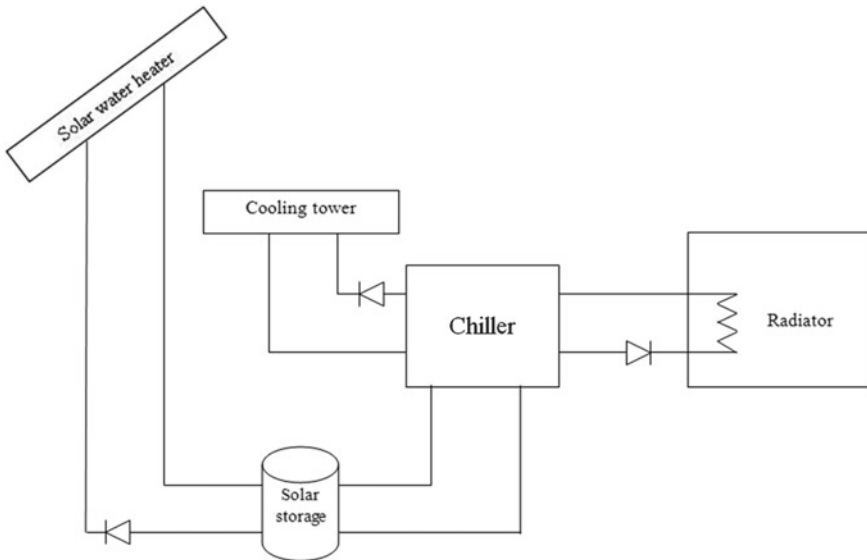 Solar water heater
Cooling tower
Chiller
Radiator
Solar
storage